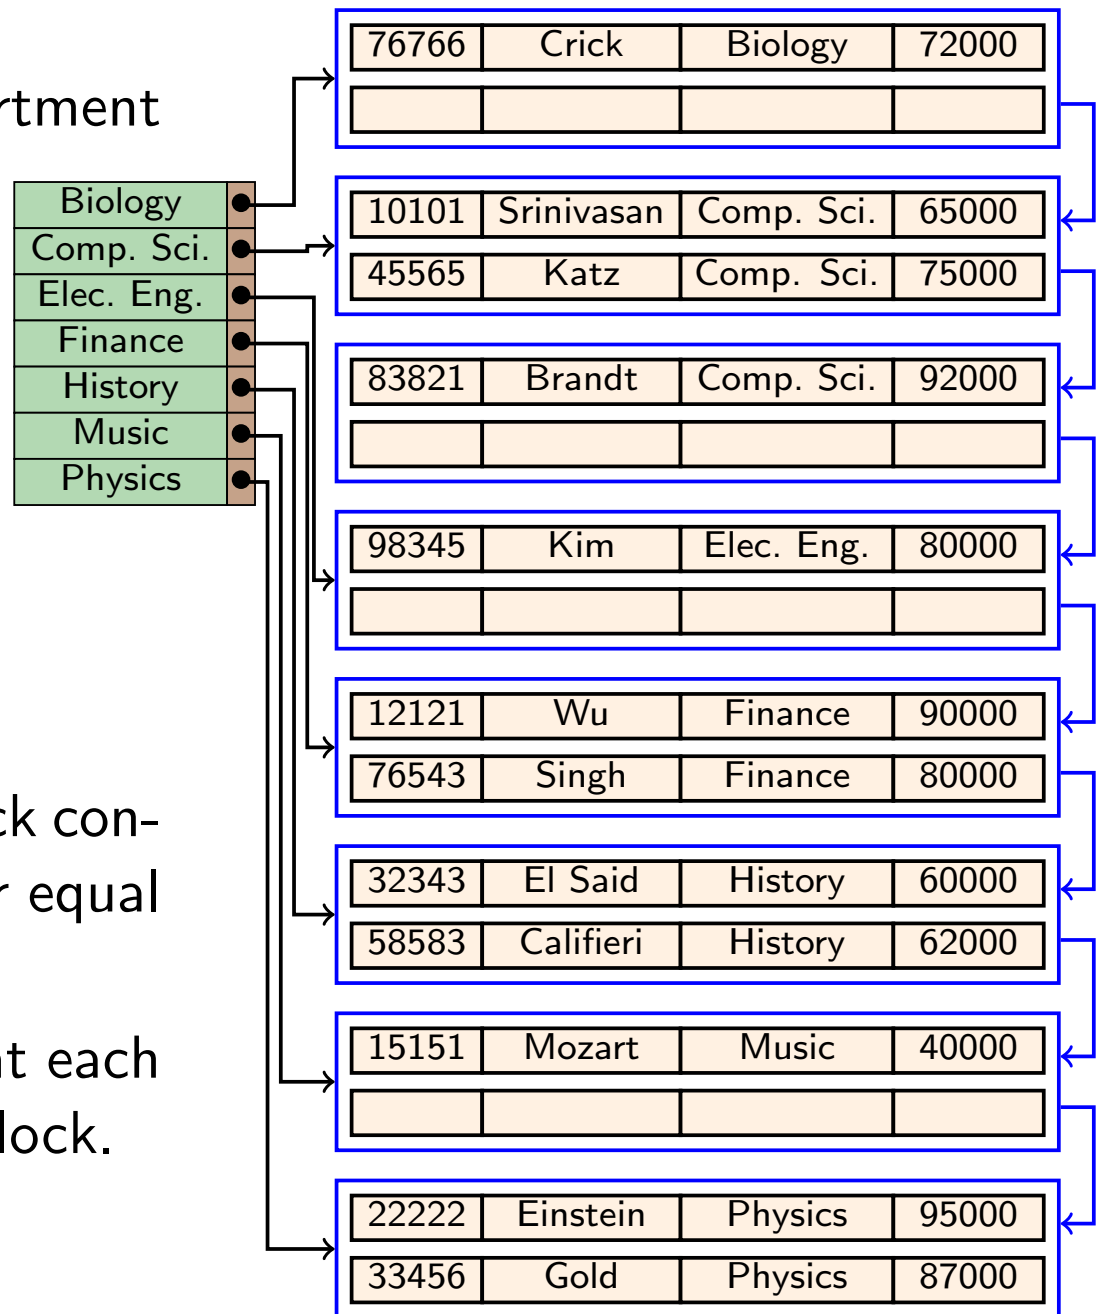 rtment
Biology
Comp. Sci.
Elec. Eng.
Finance
History
Music
Physics
ck con-
r equal
t each
lock.
76766 Crick Biology 72000
10101 Srinivasan Comp. Sci. 65000
45565 Katz Comp. Sci. 75000
83821 Brandt Comp. Sci. 92000
98345 Kim Elec. Eng. 80000
12121 Wu Finance 90000
76543 Singh Finance 80000
32343 El Said History 60000
58583 Califieri History 62000
15151 Mozart Music 40000
22222 Einstein Physics 95000
33456 Gold Physics 87000